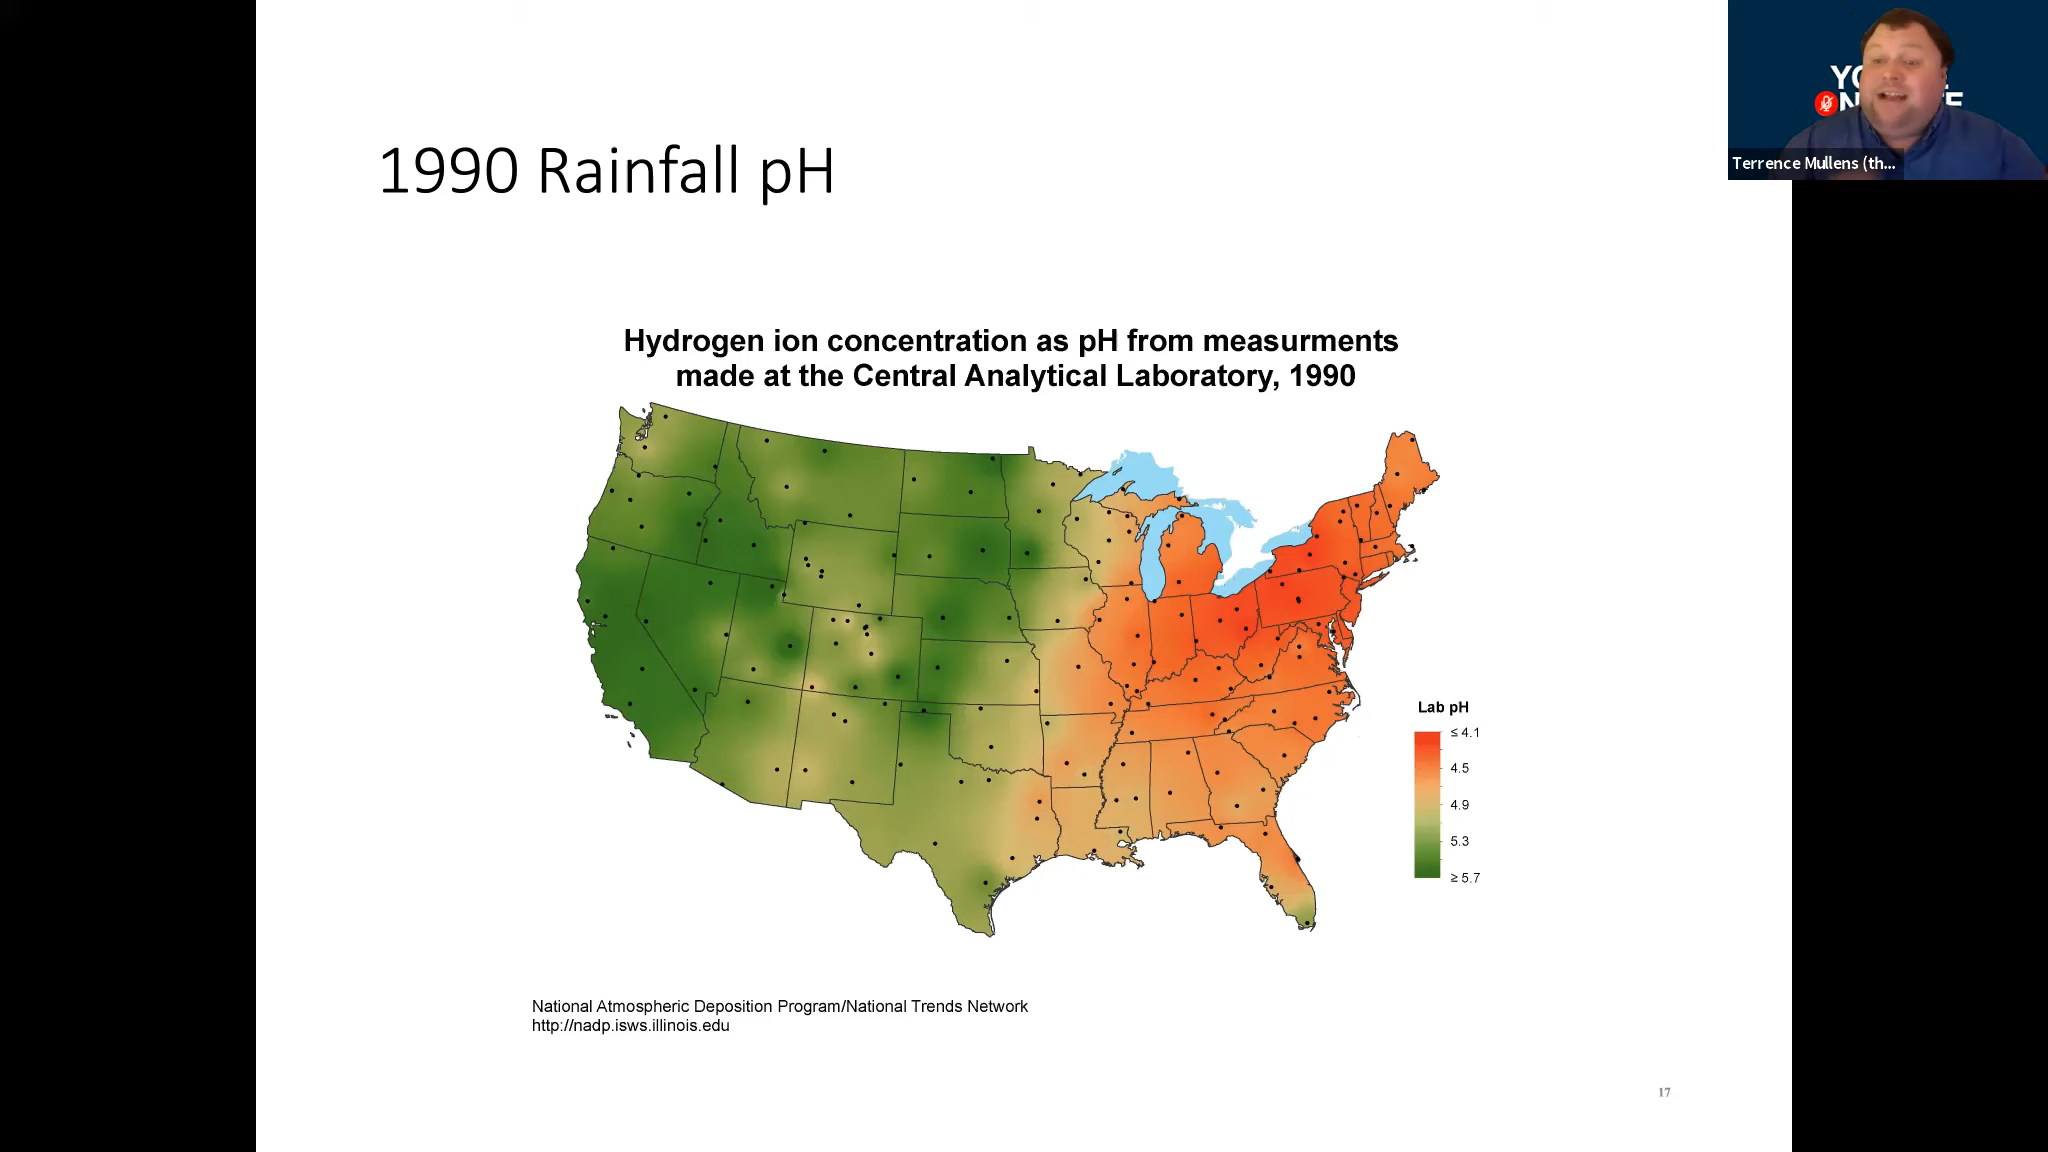 1990 Rainfall pH
Terrence Mullens (th...
Hydrogen ion concentration as pH from measurments
made at the Central Analytical Laboratory, 1990
Lab pH
≤ 4.1
4.5
4.9
5.3
≥ 5.7
National Atmospheric Deposition Program/National Trends Network
http://nadp.isws.illinois.edu
17